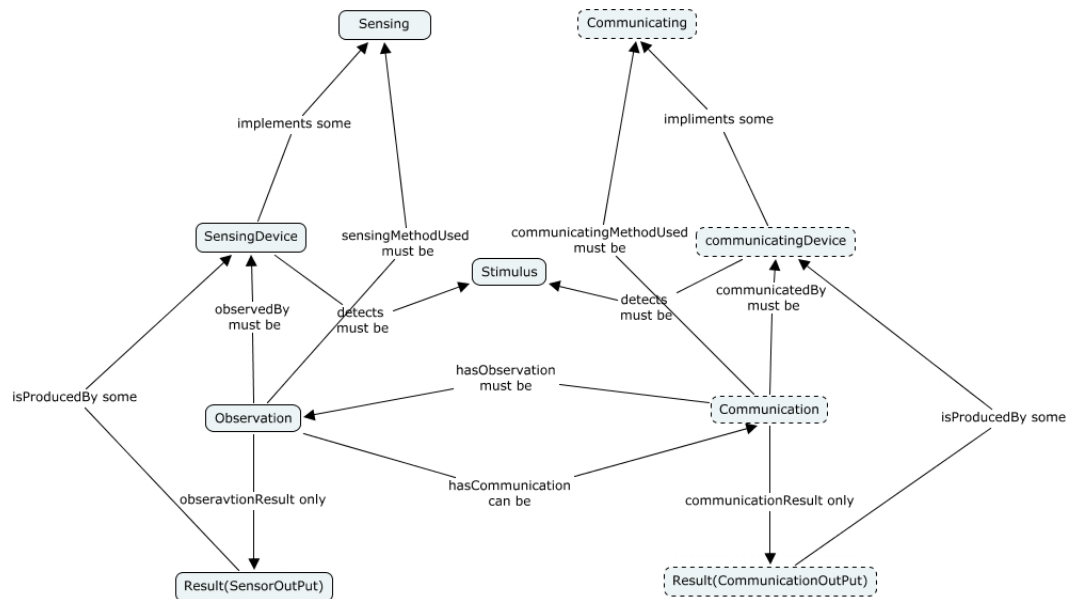 Sensing
Communicating
implements some
impliments some
SensingDevice
sensingMethodUsed
must be
communicatingMethodUsed
must be
communicatingDevice
Stimulus
observedBy
must be
detects
must be
detects
must be
communicatedBy
must be
hasObservation
must be
isProducedBy some
Observation
Communication
isProducedBy some
hasCommunication
can be
obseravtionResult only
communicationResult only
Result(SensorOutPut)
Result(CommunicationOutPut)